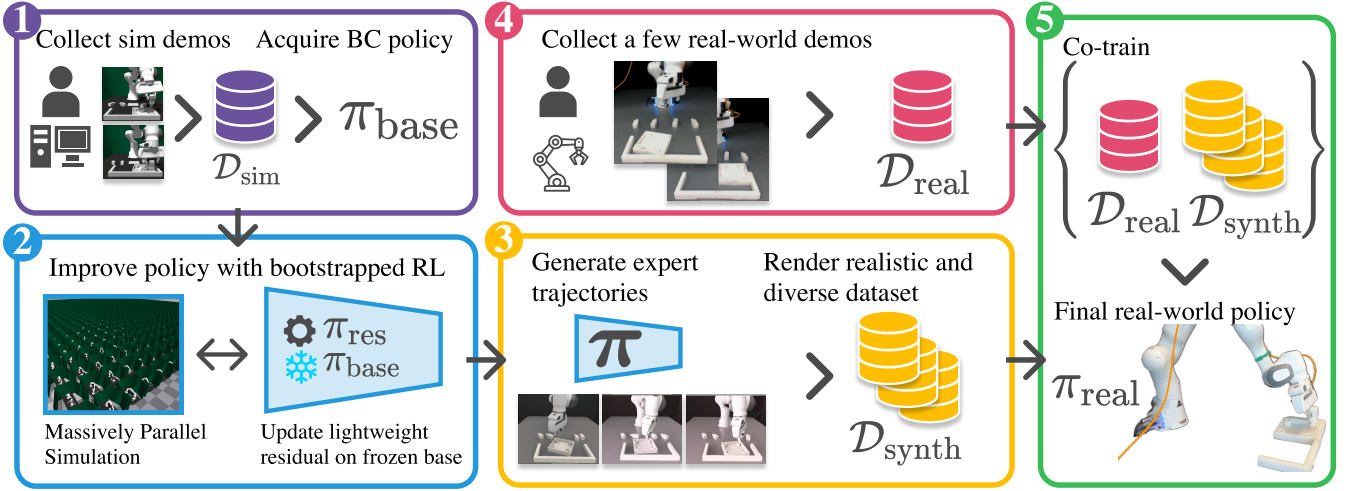 1
Collect sim demos
Acquire BC policy
𝒟sim
πbase
2
Improve policy with bootstrapped RL
πres
πbase
Massively Parallel
Simulation
Update lightweight
residual on frozen base
3
Generate expert
trajectories
Render realistic and
diverse dataset
π
𝒟synth
4
Collect a few real-world demos
𝒟real
5
Co-train
𝒟real 𝒟synth
Final real-world policy
πreal